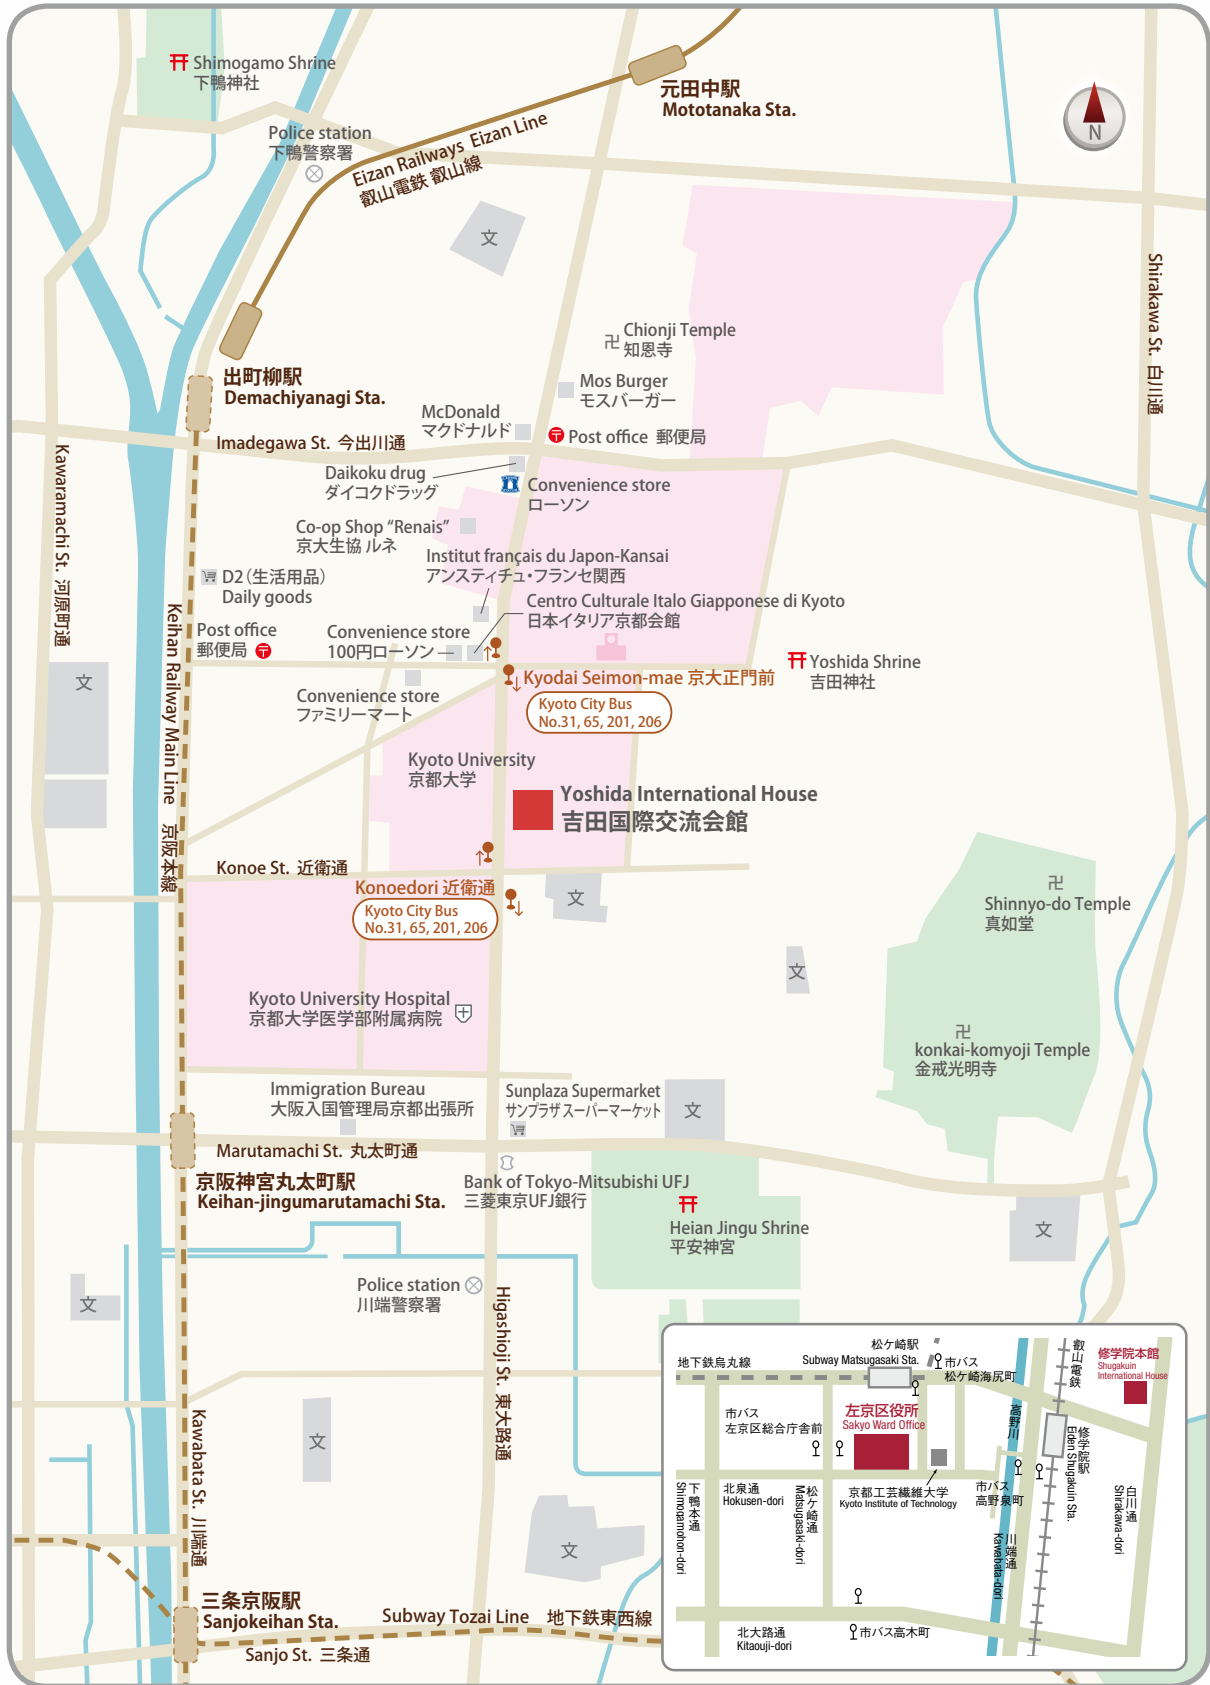 Shimogamo Shrine
下鴨神社
元田中駅
Mototanaka Sta.
N
Police station
下鴨警察署
Eizan Railways Eizan Line
叡山電鉄 叡山線
文
Shirakawa St. 白川通
Chionji Temple
知恩寺
出町柳駅
Demachiyanagi Sta.
Mos Burger
モスバーガー
McDonald
マクドナルド
Post office 郵便局
Imadegawa St. 今出川通
Kawaramachi St. 河原町通
Daikoku drug
ダイコクドラッグ
Convenience store
ローソン
Co-op Shop “Renais”
京大生協 ルネ
Institut français du Japon-Kansai
アンスティチュ・フランセ関西
D2（生活用品）
Daily goods
Centro Culturale Italo Giapponese di Kyoto
日本イタリア京都会館
Keihan Railway Main Line 京阪本線
Post office
郵便局
Convenience store
100円ローソン
Yoshida Shrine
吉田神社
Kyodai Seimon-mae 京大正門前
Kyoto City Bus
No.31, 65, 201, 206
文
Convenience store
ファミリーマート
Kyoto University
京都大学
Yoshida International House
吉田国際交流会館
Konoe St. 近衛通
Konoedori 近衛通
Kyoto City Bus
No.31, 65, 201, 206
文
Shinnyo-do Temple
真如堂
文
Kyoto University Hospital
京都大学医学部附属病院
konkai-komyoji Temple
金戒光明寺
Immigration Bureau
大阪入国管理局京都出張所
Sunplaza Supermarket
サンプラザスーパーマーケット
文
Marutamachi St. 丸太町通
京阪神宮丸太町駅
Keihan-jingumarutamachi Sta.
Bank of Tokyo-Mitsubishi UFJ
三菱東京UFJ銀行
Heian Jingu Shrine
平安神宮
文
Police station
川端警察署
文
Higashioji St. 東大路通
Kawabata St. 川端通
文
文
三条京阪駅
Sanjokeihan Sta.
Subway Tozai Line 地下鉄東西線
Sanjo St. 三条通
松ケ崎駅
Subway Matsugasaki Sta.
地下鉄烏丸線
市バス
松ケ崎海尻町
叡山電鉄
修学院本館
Shugakuin
International House
市バス
左京区総合庁舎前
左京区役所
Sakyo Ward Office
高野川
修学院駅
Eiden Shugakuin Sta.
下鴨本通
Shimogamohon-dori
北泉通
Hokusen-dori
松ケ崎通
Matsugasaki-dori
京都工芸繊維大学
Kyoto Institute of Technology
市バス
高野泉町
川端通
Kawabata-dori
白川通
Shirakawa-dori
北大路通
Kitaouji-dori
市バス高木町